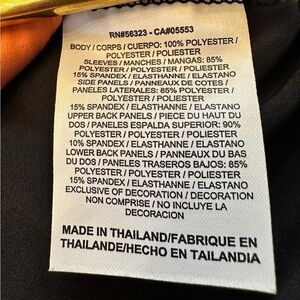 RN#56323 - CA#05553
BODY / CORPS / CUERPO: 100% POLYESTER /
POLYESTER / POLIESTER
SLEEVES / MANCHES / MANGAS: 85%
POLYESTER / POLYESTER / POLIESTER
15% SPANDEX / ELASTHANNE / ELASTANO
SIDE PANELS / PANNEAUX DE COTES /
PANELES LATERALES: 85% POLYESTER /
POLYESTER / POLIESTER
15% SPANDEX / ELASTHANNE / ELASTANO
UPPER BACK PANELS / PIECE DU HAUT DU
DOS / PANELES ESPALDA SUPERIOR: 90%
POLYESTER / POLYESTER / POLIESTER
10% SPANDEX / ELASTHANNE / ELASTANO
LOWER BACK PANELS / PANNEAUX DU BAS
DU DOS / PANELES TRASEROS BAJOS: 85%
POLYESTER / POLYESTER / POLIESTER
15% SPANDEX / ELASTHANNE / ELASTANO
EXCLUSIVE OF DECORATION / DECORATION
NON COMPRISE / NO INCLUYE LA
DECORACION
MADE IN THAILAND/FABRIQUE EN
THAILANDE/HECHO EN TAILANDIA